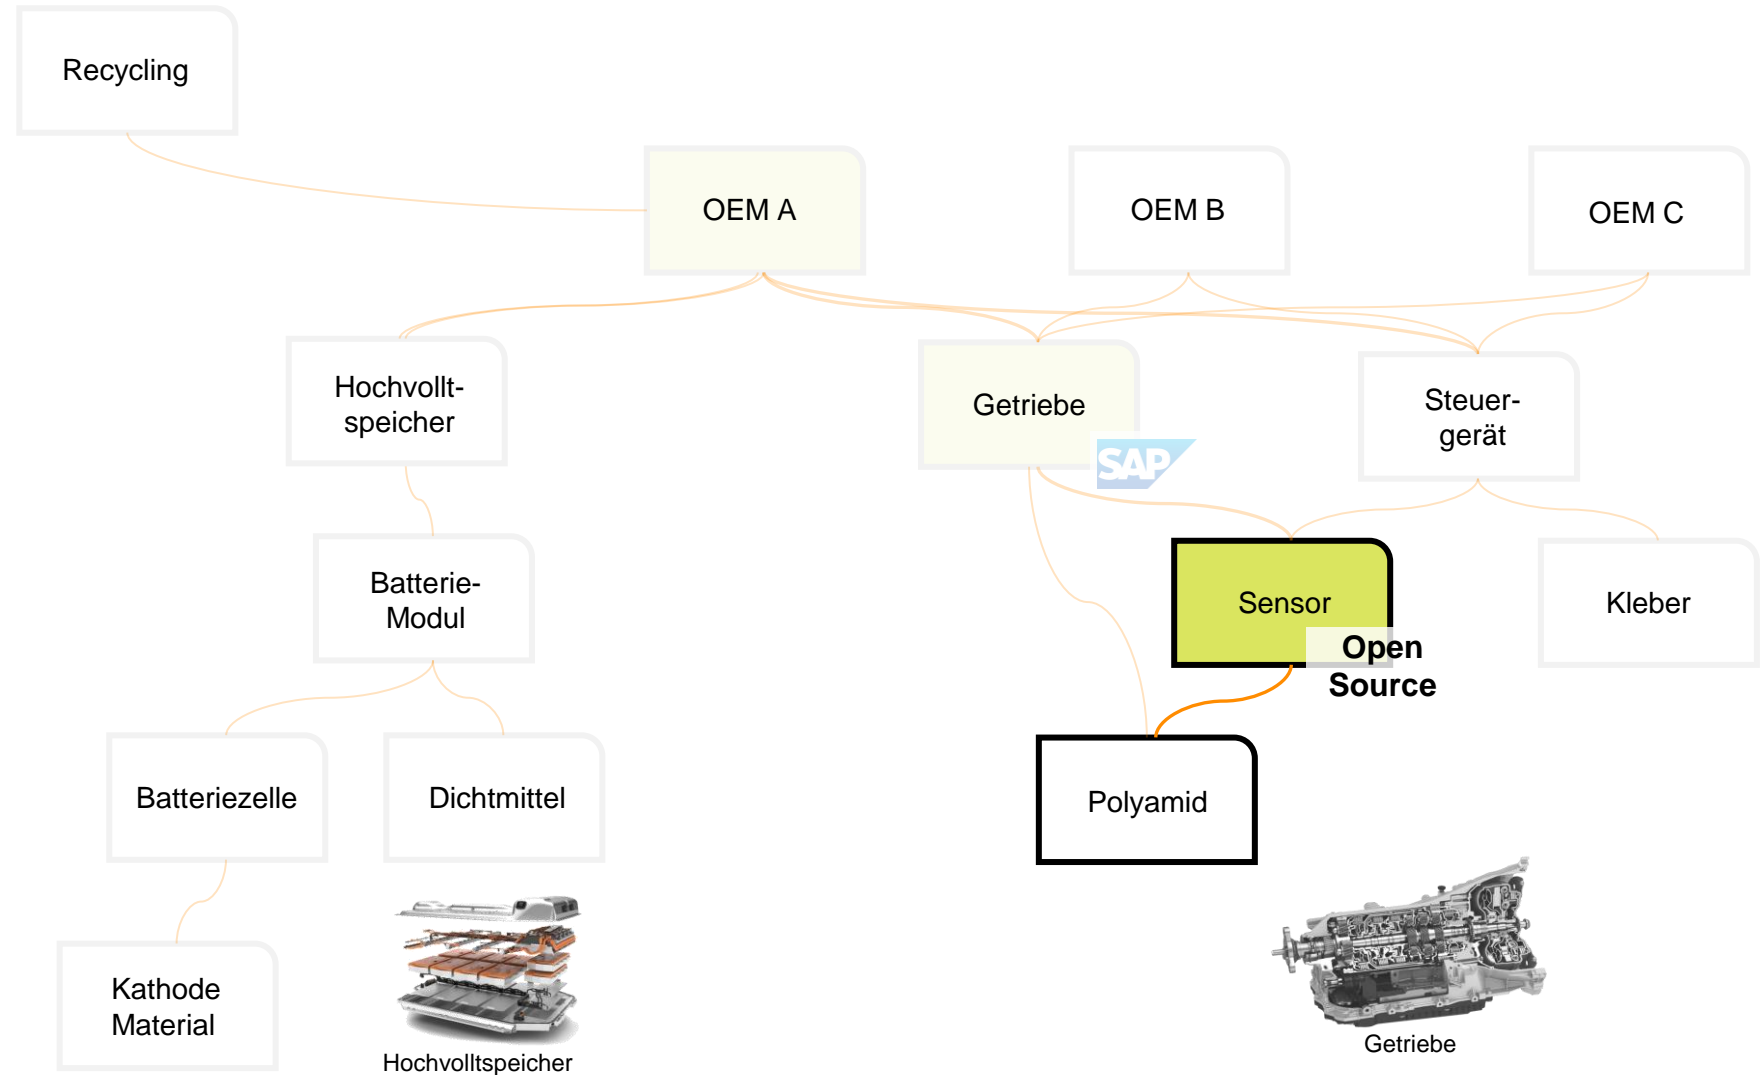 Recycling
OEM A
OEM B
OEM C
Hochvollt-
speicher
Getriebe
SAP
Steuer-
gerät
Batterie-
Modul
Sensor
Open
Source
Kleber
Batteriezelle
Dichtmittel
Polyamid
Kathode
Material
Hochvolltspeicher
Getriebe